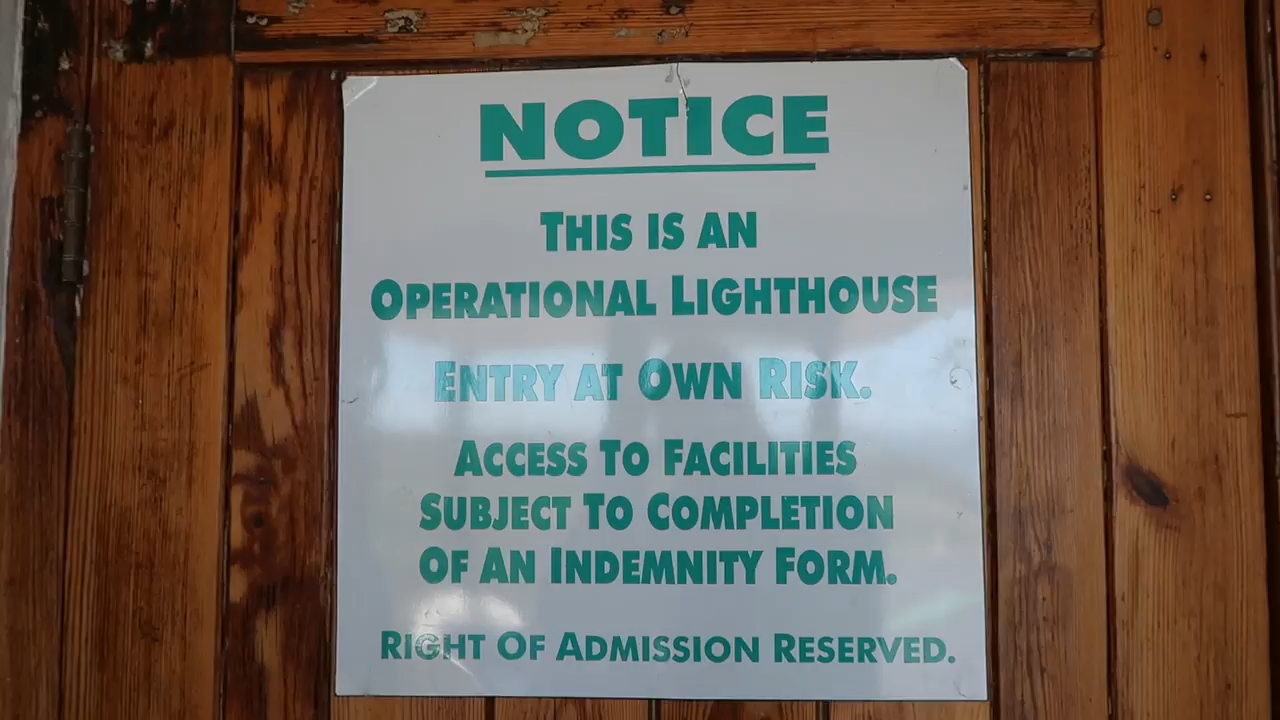 NOTICE
THIS IS AN
OPERATIONAL LIGHTHOUSE
ENTRY AT OWN RISK.
ACCESS TO FACILITIES
SUBJECT TO COMPLETION
OF AN INDEMNITY FORM.
RIGHT OF ADMISSION RESERVED.